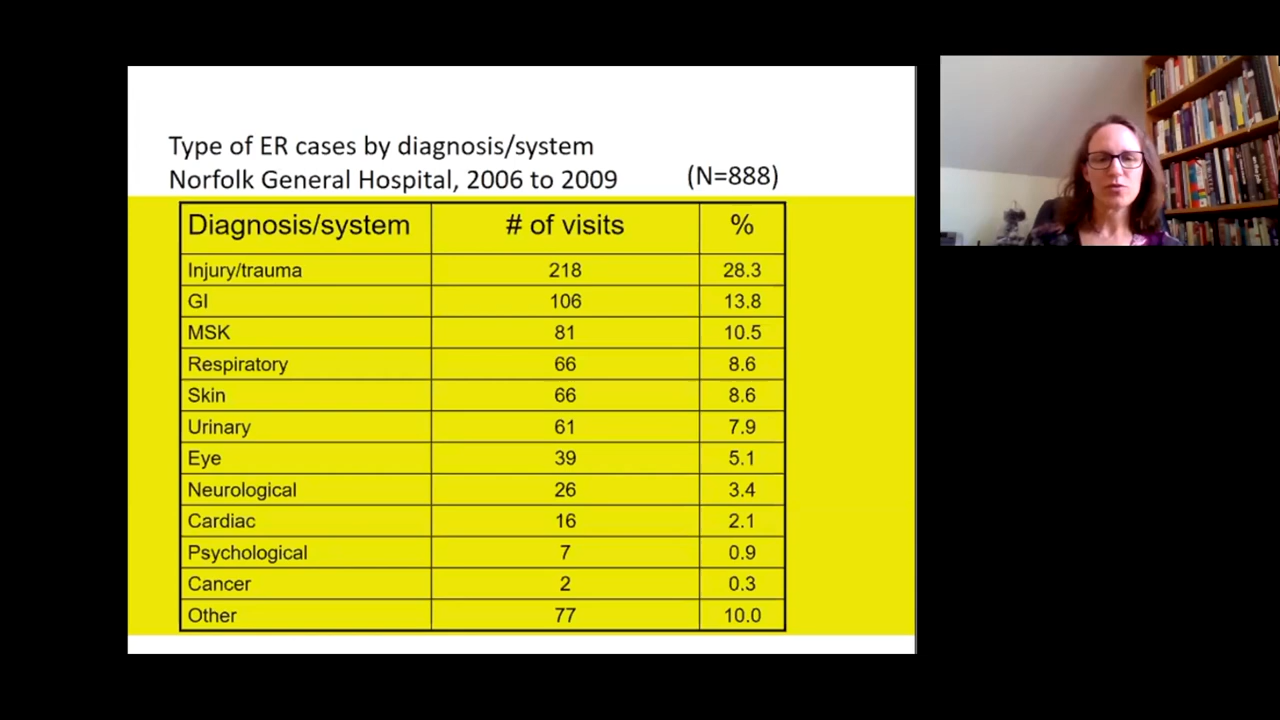 Type of ER cases by diagnosis/system
Norfolk General Hospital, 2006 to 2009 (N=888)
Diagnosis/system # of visits %
Injury/trauma 218 28.3
GI 106 13.8
MSK 81 10.5
Respiratory 66 8.6
Skin 66 8.6
Urinary 61 7.9
Eye 39 5.1
Neurological 26 3.4
Cardiac 16 2.1
Psychological 7 0.9
Cancer 2 0.3
Other 77 10.0